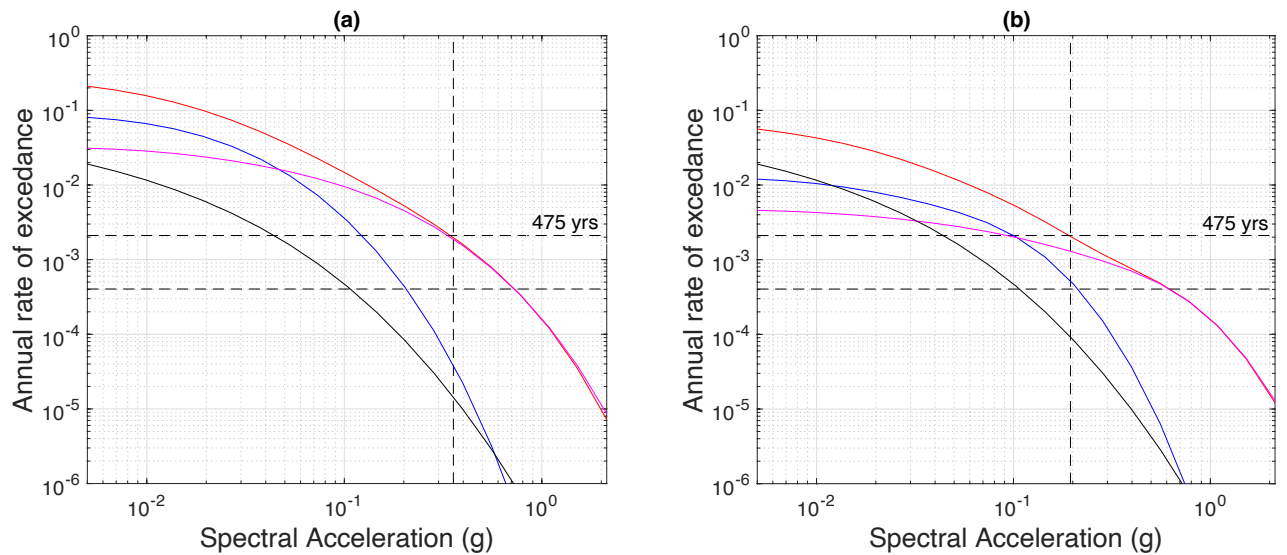 (a)
10^0
10^-1
10^-2
10^-3
10^-4
10^-5
10^-6
Annual rate of excedance
475 yrs
10^-2
10^-1
10^0
Spectral Acceleration (g)
(b)
10^0
10^-1
10^-2
10^-3
10^-4
10^-5
10^-6
Annual rate of excedance
475 yrs
10^-2
10^-1
10^0
Spectral Acceleration (g)